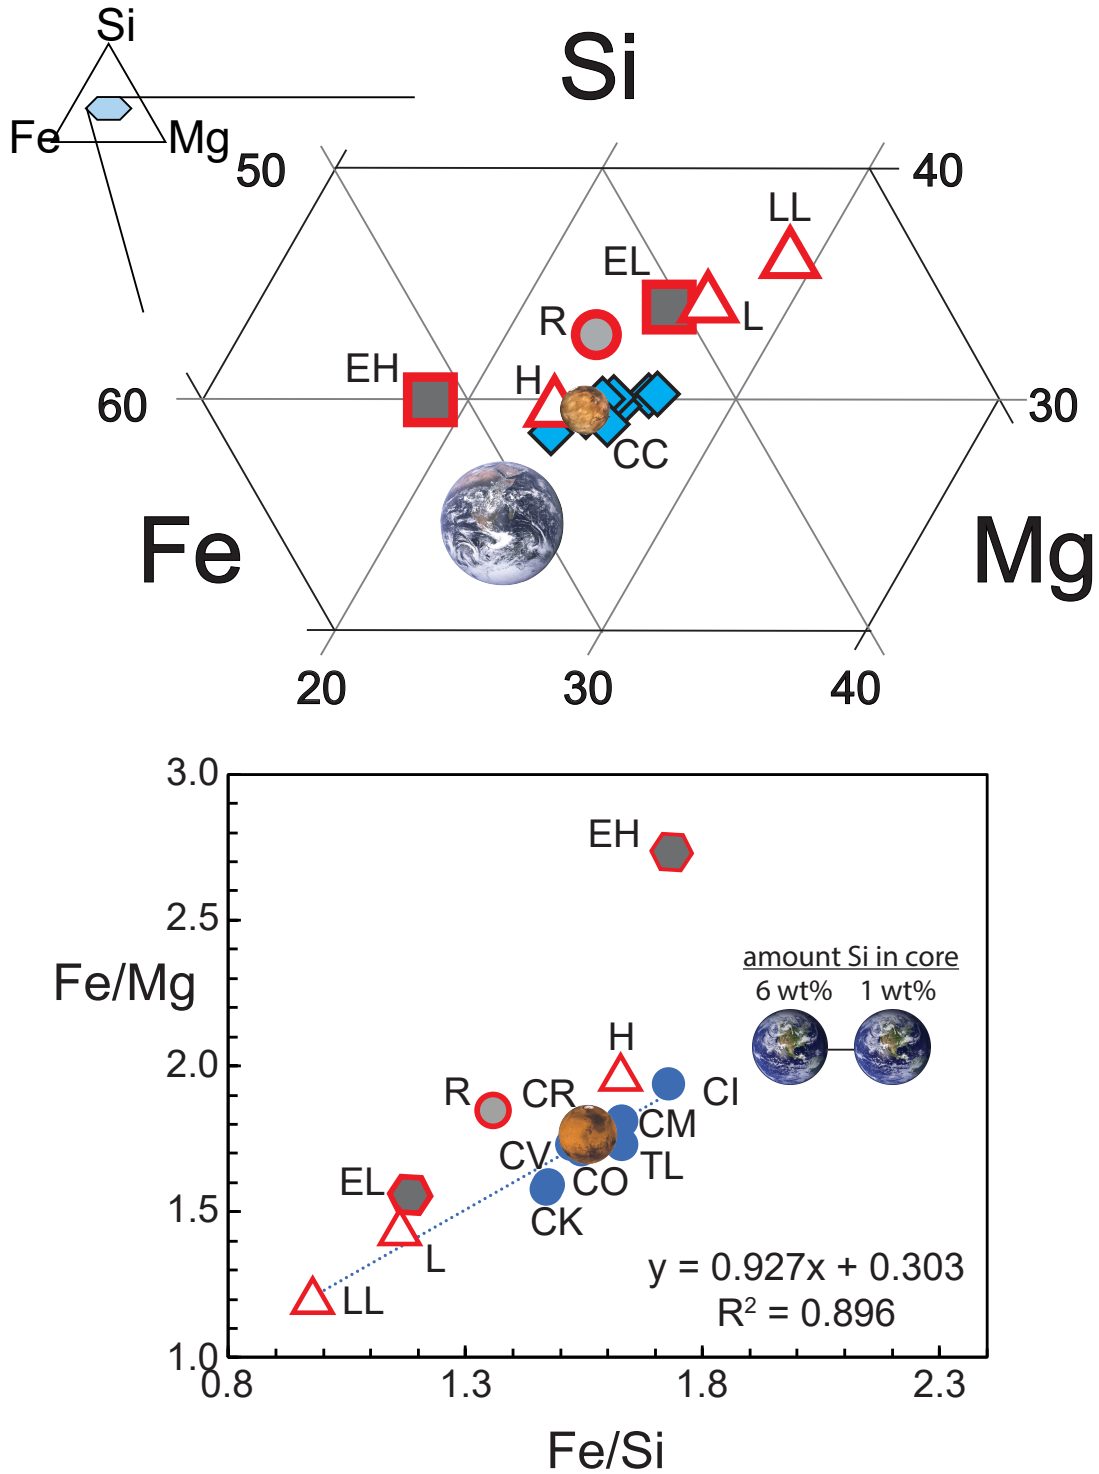 Si
Fe
Mg
Si
50
40
LL
EL
L
R
EH
H
60
30
CC
Fe
Mg
20
30
40
3.0
EH
2.5
amount Si in core
6 wt% 1 wt%
Fe/Mg
H
2.0
R
CR
CI
CM
CV
TL
EL
CO
1.5
CK
L
y = 0.927x + 0.303
LL
R² = 0.896
1.0
0.8 1.3 1.8 2.3
Fe/Si